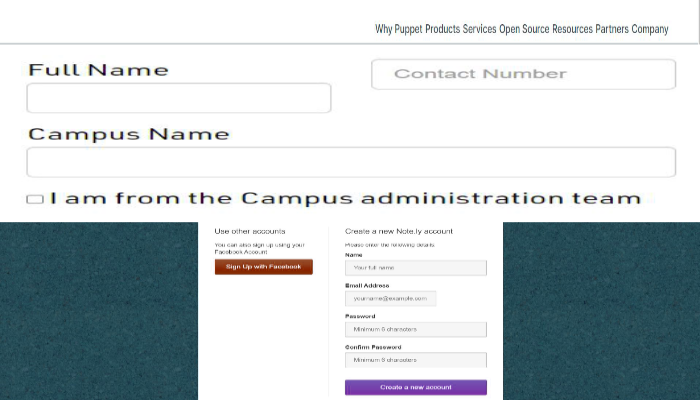 Why Puppet Products Services Open Source Resources Partners Company
Full Name
Contact Number
Campus Name
I am from the Campus administration team
Use other accounts
You can also sign up using your
Facebook Account.
Sign Up with Facebook
Create a new Note.ly account
Please enter the following details
Name
Your full name
Email Address
yourname@example.com
Password
Minimum 6 characters
Confirm Password
Minimum 6 characters
Create a new account